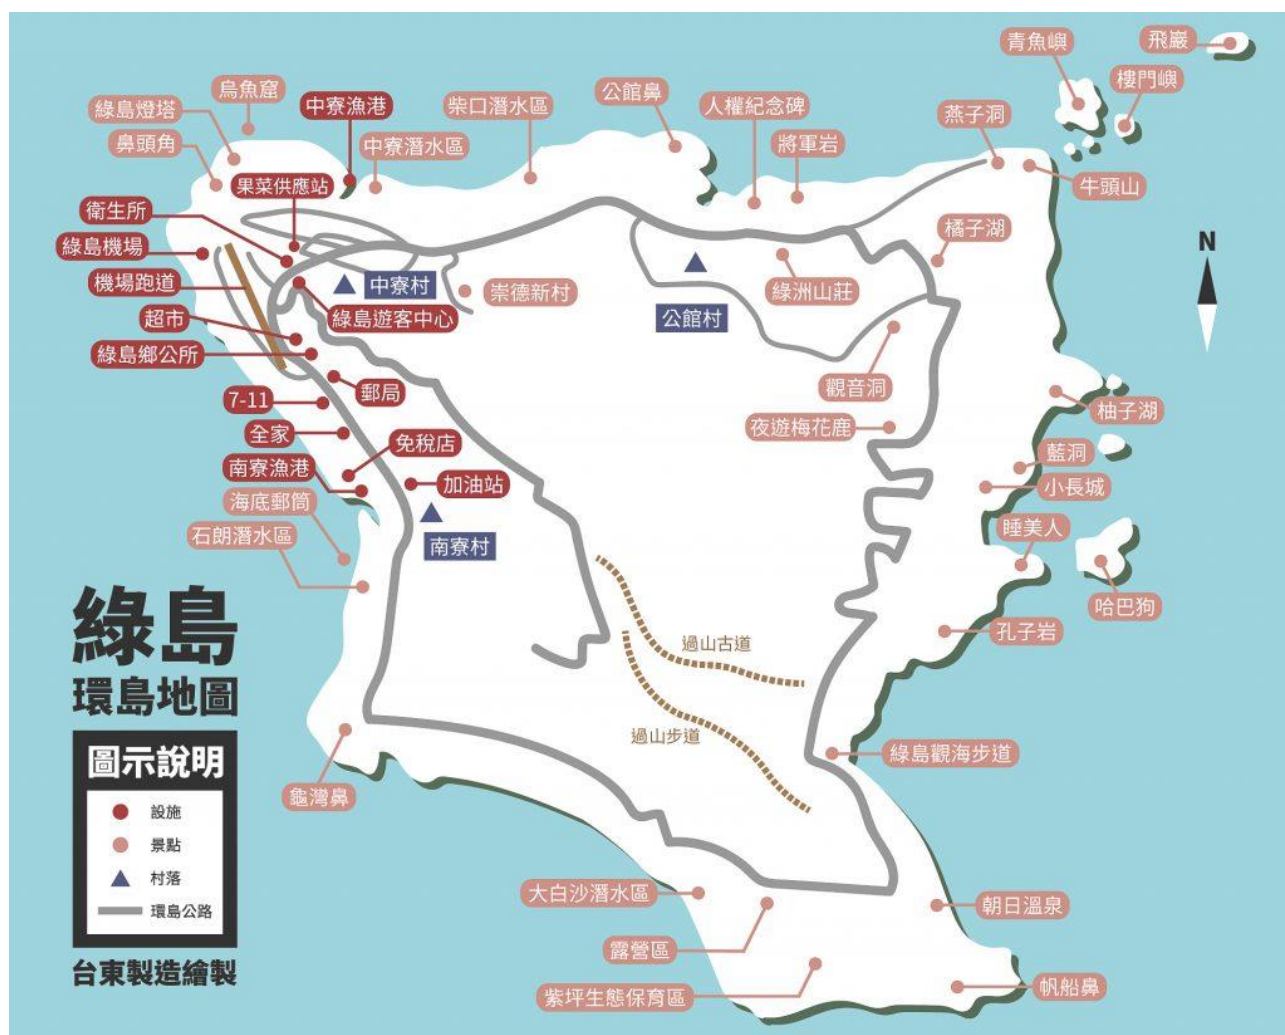 青魚嶼
飛巖
樓門嶼
烏魚窟
綠島燈塔
中寮漁港
柴口潛水區
公館鼻
人權紀念碑
燕子洞
鼻頭角
中寮潛水區
將軍岩
牛頭山
果菜供應站
衛生所
綠島機場
橘子湖
N
機場跑道
中寮村
崇德新村
綠洲山莊
超市
綠島遊客中心
公館村
綠島鄉公所
郵局
觀音洞
7-11
柚子湖
全家
免稅店
夜遊梅花鹿
藍洞
南寮漁港
加油站
小長城
海底郵筒
石朗潛水區
南寮村
睡美人
哈巴狗
綠島
環島地圖
過山古道
孔子岩
過山步道
綠島觀海步道
龜灣鼻
圖示說明
設施
景點
村落
環島公路
台東製造繪製
大白沙潛水區
朝日溫泉
露營區
紫坪生態保育區
帆船鼻